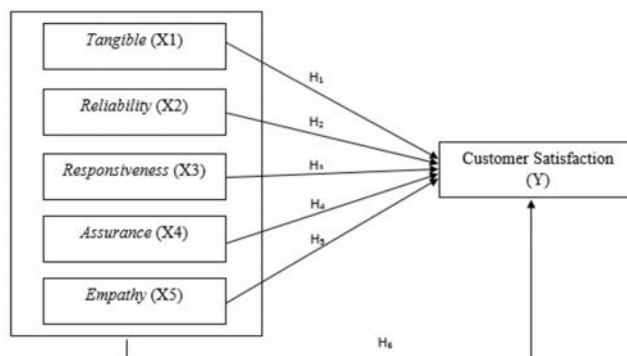 Tangible (X1)
H₁
Reliability (X2)
H₂
Customer Satisfaction
(Y)
Responsiveness (X3)
H₃
Assurance (X4)
H₄
H₅
Empathy (X5)
H₆